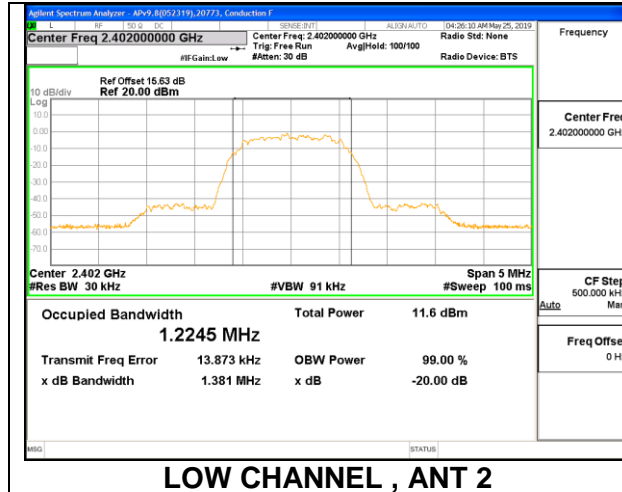 Agilent Spectrum Analyzer - APv9.8(052319),20773, Conduction F
L RF 50 Ω DC SENSE:INT ALIGN AUTO 04:26:10 AM May 25, 2019
Center Freq 2.402000000 GHz Center Freq: 2.402000000 GHz Radio Std: None Frequency
Trig: Free Run Avg|Hold: 100/100
#IFGain:Low #Atten: 30 dB Radio Device: BTS
Ref Offset 15.63 dB
10 dB/div Ref 20.00 dBm
Log
10.0
0.00
-10.0
-20.0
-30.0
-40.0
-50.0
-60.0
-70.0
Center Freq
2.402000000 GHz
Center 2.402 GHz Span 5 MHz
#Res BW 30 kHz #VBW 91 kHz #Sweep 100 ms
CF Step
500.000 kHz
Auto Man
Occupied Bandwidth Total Power 11.6 dBm
1.2245 MHz
Transmit Freq Error 13.873 kHz OBW Power 99.00 %
x dB Bandwidth 1.381 MHz x dB -20.00 dB
Freq Offset
0 Hz
MSG STATUS
LOW CHANNEL , ANT 2